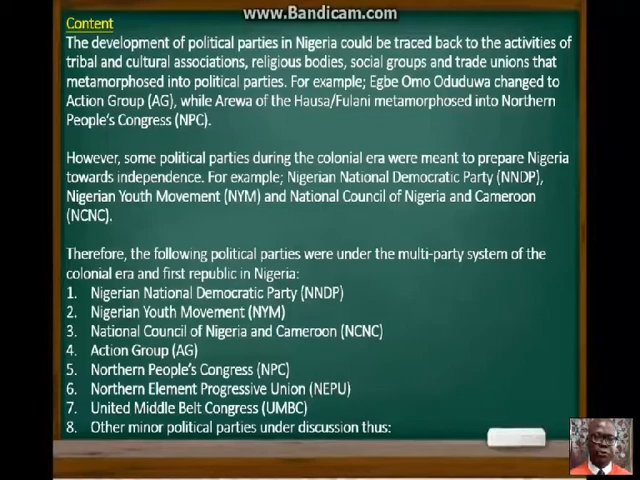 www.Bandicam.com
Content
The development of political parties in Nigeria could be traced back to the activities of
tribal and cultural associations, religious bodies, social groups and trade unions that
metamorphosed into political parties. For example; Egbe Omo Oduduwa changed to
Action Group (AG), while Arewa of the Hausa/Fulani metamorphosed into Northern
People's Congress (NPC).
However, some political parties during the colonial era were meant to prepare Nigeria
towards independence. For example; Nigerian National Democratic Party (NNDP),
Nigerian Youth Movement (NYM) and National Council of Nigeria and Cameroon
(NCNC).
Therefore, the following political parties were under the multi-party system of the
colonial era and first republic in Nigeria:
1. Nigerian National Democratic Party (NNDP)
2. Nigerian Youth Movement (NYM)
3. National Council of Nigeria and Cameroon (NCNC)
4. Action Group (AG)
5. Northern People's Congress (NPC)
6. Northern Element Progressive Union (NEPU)
7. United Middle Belt Congress (UMBC)
8. Other minor political parties under discussion thus: